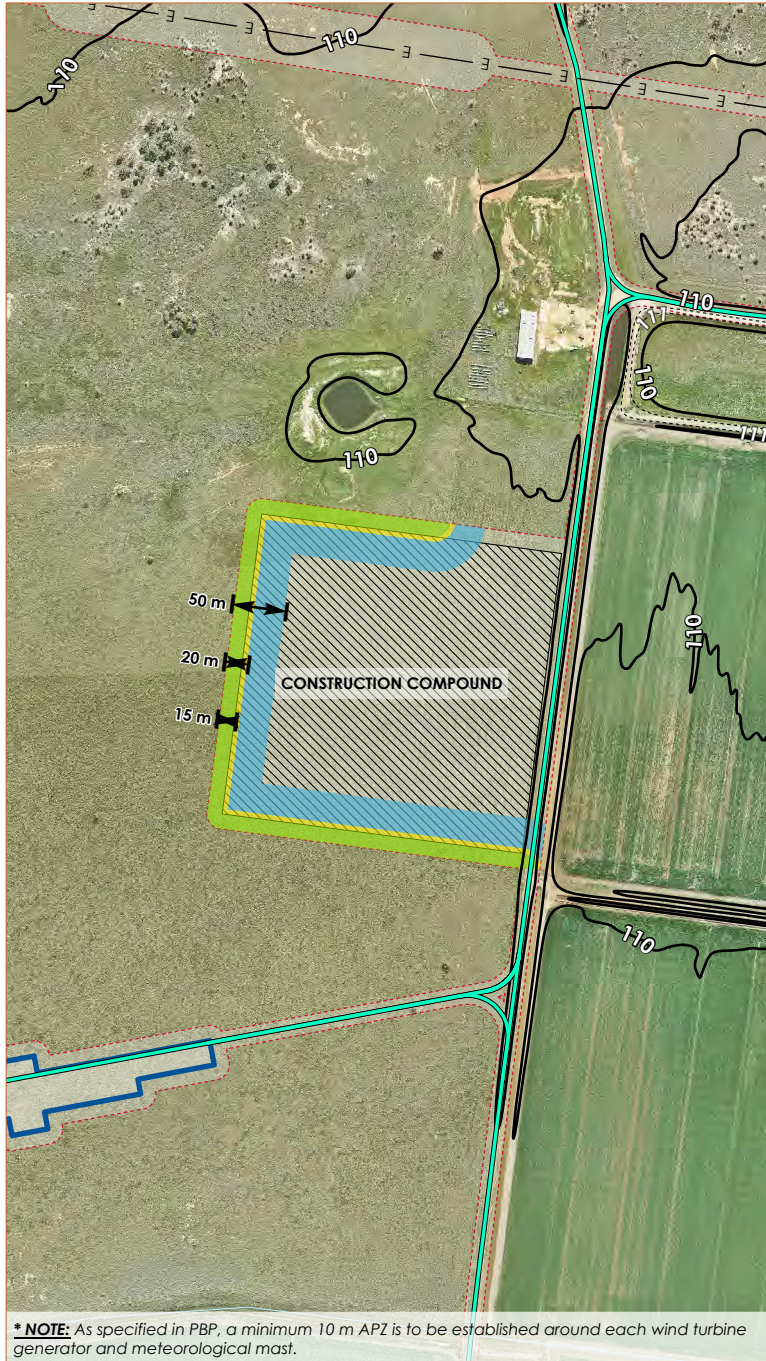 110
110
E E E E E E E
110
111
110
110
111
50 m
20 m
110
CONSTRUCTION COMPOUND
15 m
110
* NOTE: As specified in PBP, a minimum 10 m APZ is to be established around each wind turbine
generator and meteorological mast.